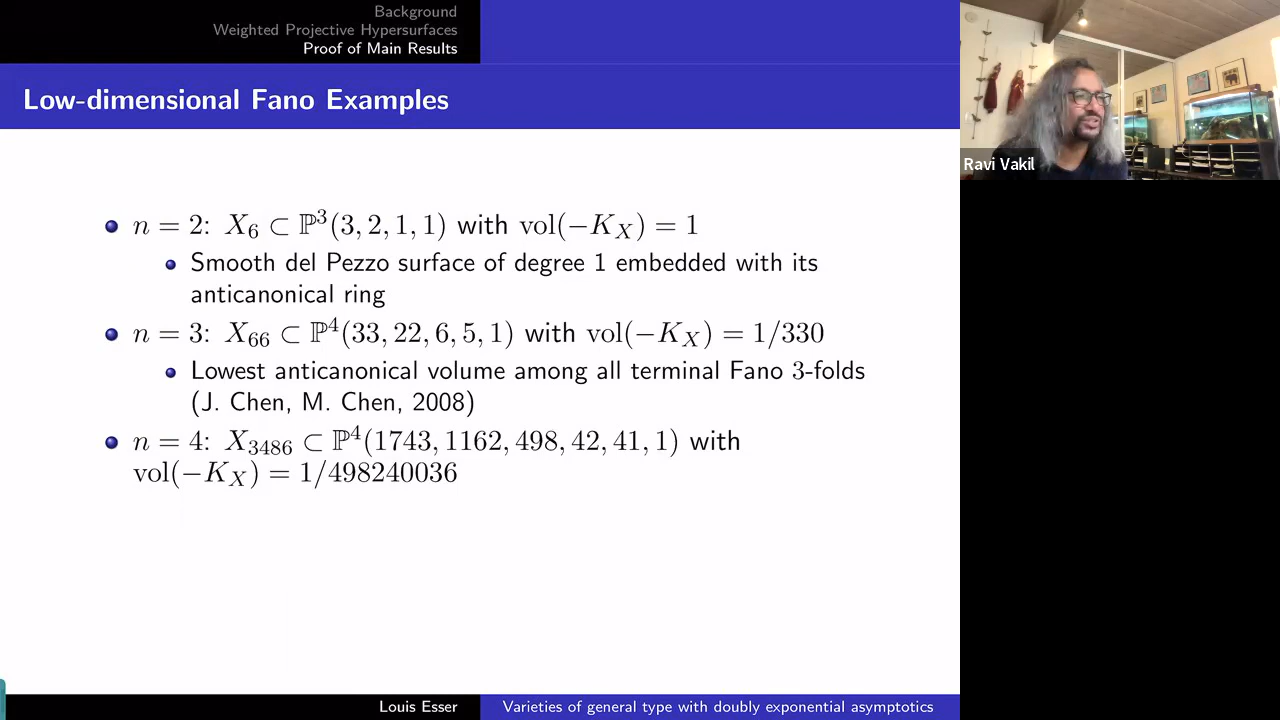 Background
Weighted Projective Hypersurfaces
Proof of Main Results
Low-dimensional Fano Examples
Ravi Vakil
n = 2: X₆ ⊂ ℙ³(3, 2, 1, 1) with vol(−K_X) = 1
Smooth del Pezzo surface of degree 1 embedded with its
anticanonical ring
n = 3: X₆₆ ⊂ ℙ⁴(33, 22, 6, 5, 1) with vol(−K_X) = 1/330
Lowest anticanonical volume among all terminal Fano 3-folds
(J. Chen, M. Chen, 2008)
n = 4: X₃₄₈₆ ⊂ ℙ⁴(1743, 1162, 498, 42, 41, 1) with
vol(−K_X) = 1/498240036
Louis Esser
Varieties of general type with doubly exponential asymptotics